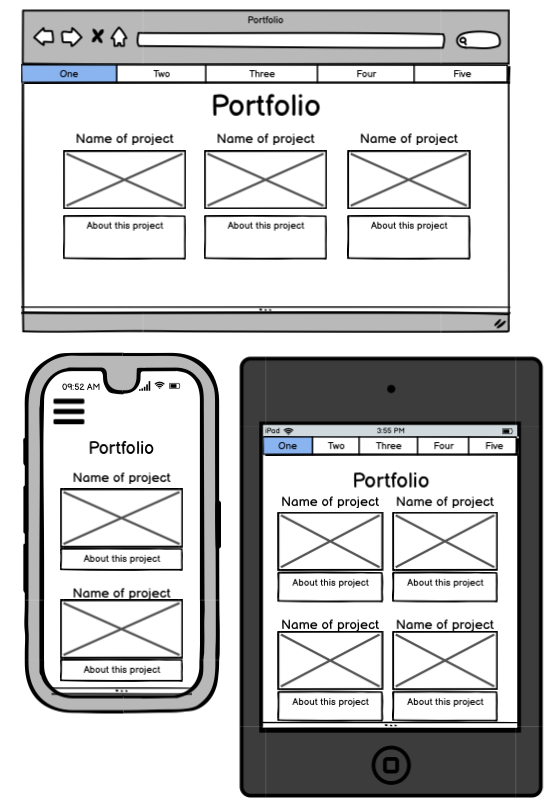 Portfolio
One Two Three Four Five
Portfolio
Name of project Name of project Name of project
About this project About this project About this project
09:52 AM
Portfolio
Name of project
About this project
Name of project
About this project
iPad 3:55 PM
One Two Three Four Five
Portfolio
Name of project Name of project
About this project About this project
Name of project Name of project
About this project About this project